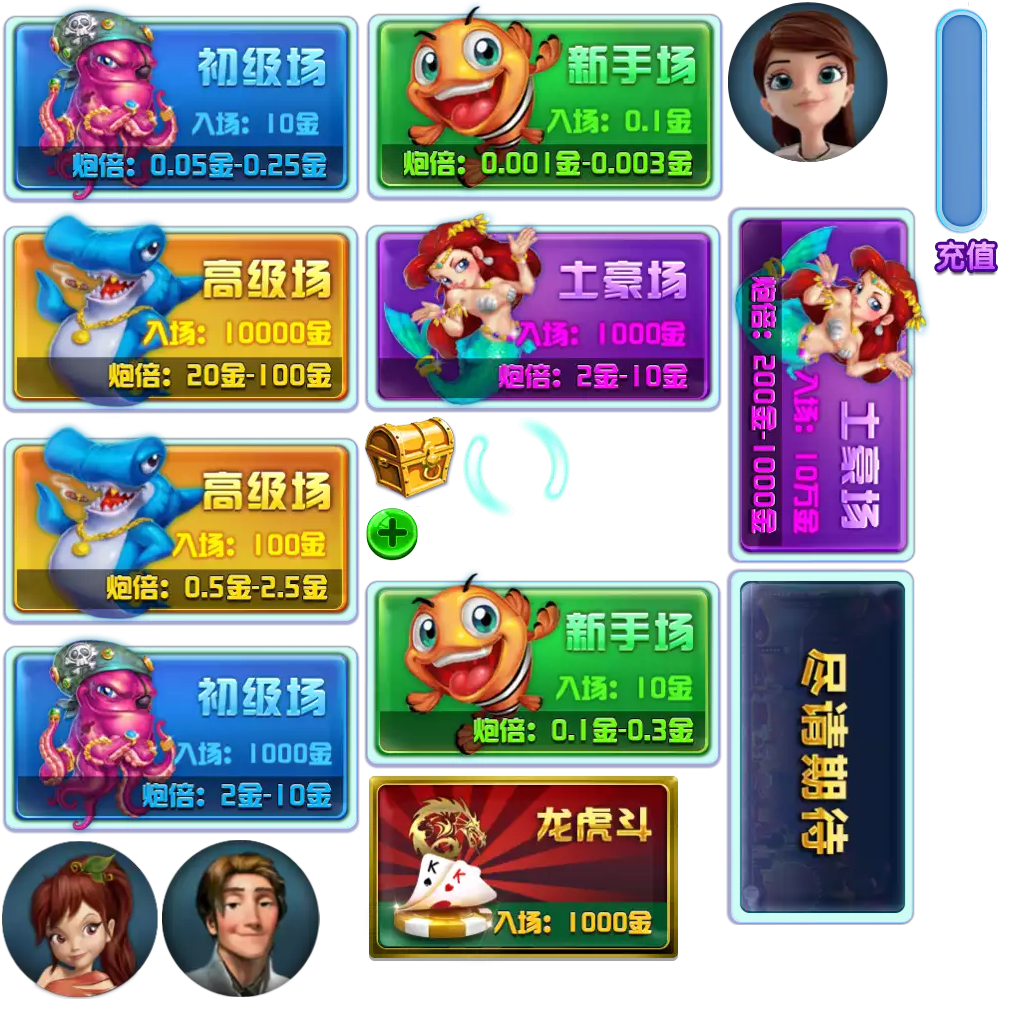 初级场
入场：10金
炮倍：0.05金-0.25金
新手场
入场：0.1金
炮倍：0.001金-0.003金
充值
高级场
入场：10000金
炮倍：20金-100金
土豪场
入场：1000金
炮倍：2金-10金
土豪场
入场：10万金
炮倍：200金-1000金
高级场
入场：100金
炮倍：0.5金-2.5金
新手场
入场：10金
炮倍：0.1金-0.3金
尽请期待
初级场
入场：1000金
炮倍：2金-10金
龙虎斗
K
K
入场：1000金